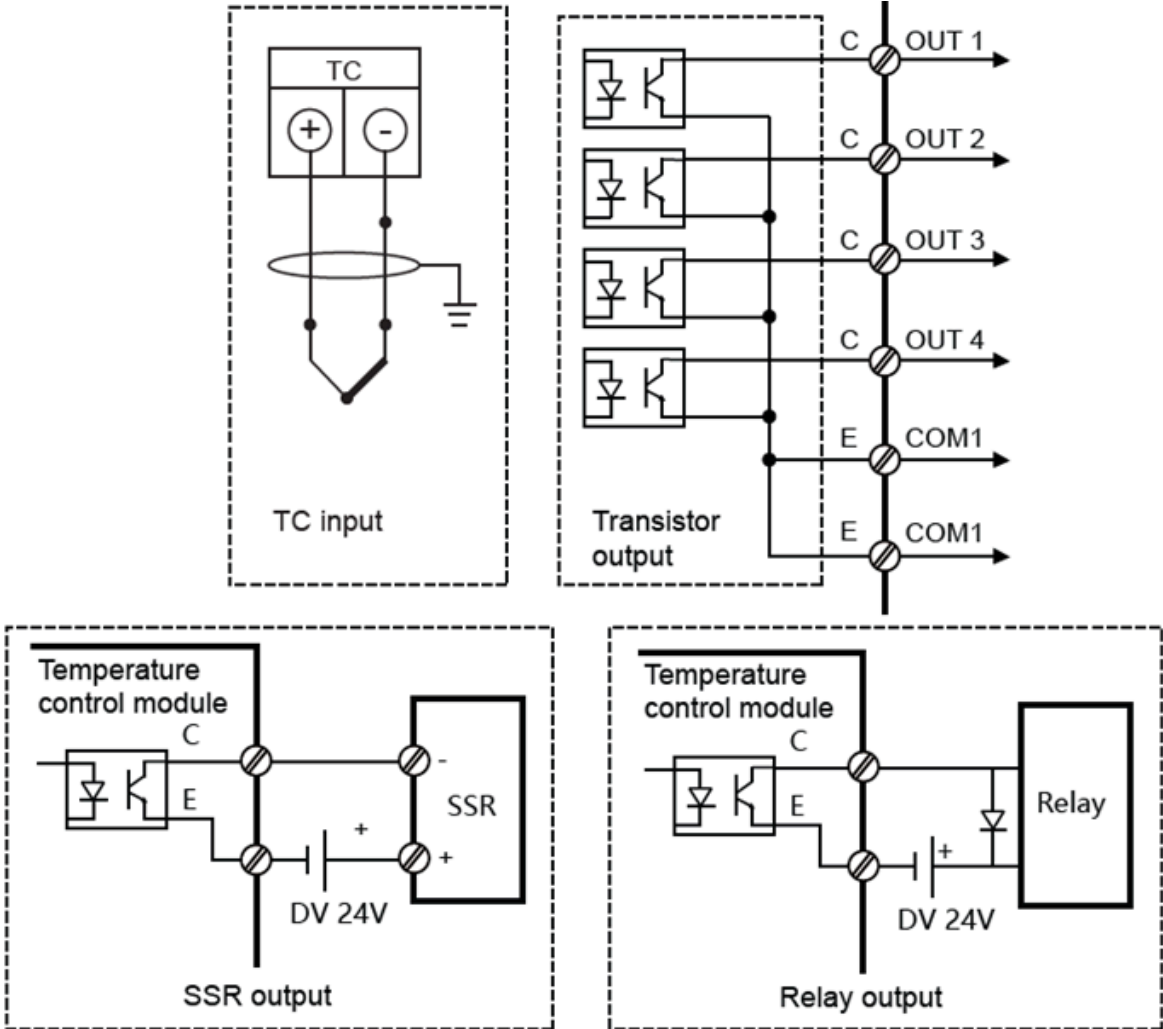 TC
+ -
TC input
C OUT 1
C OUT 2
C OUT 3
C OUT 4
E COM1
E COM1
Transistor
output
Temperature
control module
C
E
-
+
+
SSR
DV 24V
SSR output
Temperature
control module
C
E
+
Relay
DV 24V
Relay output